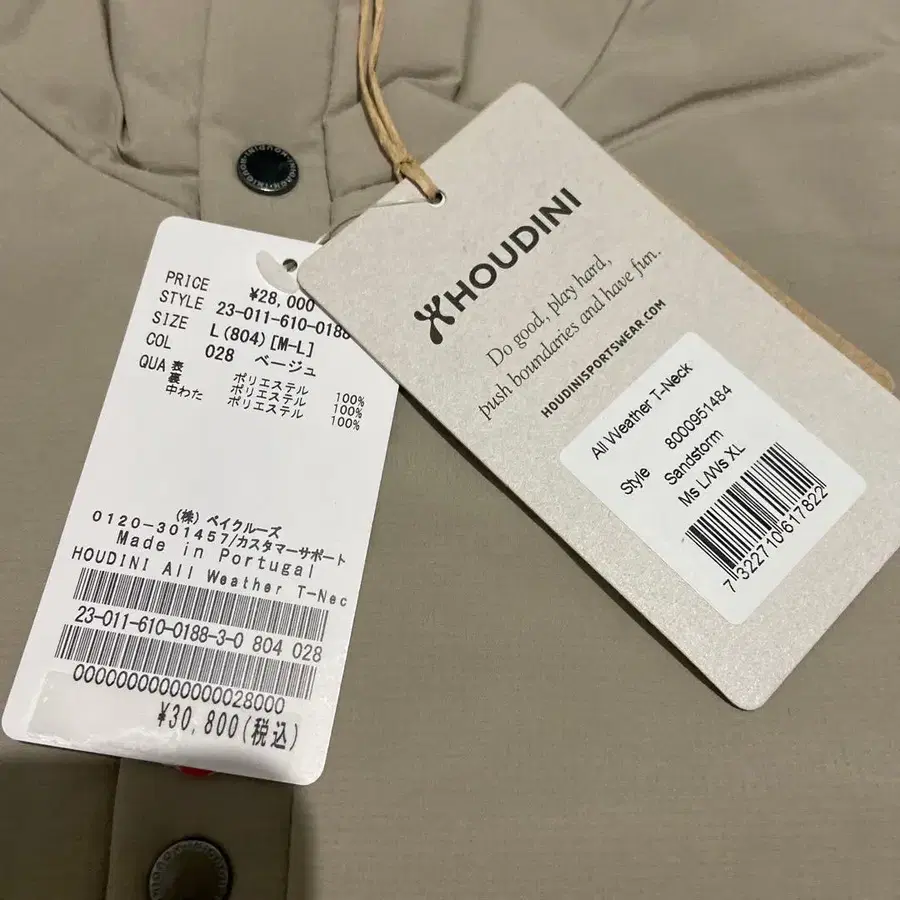 PRICE ¥28,000
STYLE 23-011-610-0188
SIZE L(804)[M-L]
COL 028 ベージュ
QUA 表 ポリエステル 100%
裏 ポリエステル 100%
中わた ポリエステル 100%
(株)ベイクルーズ
0120-301457/カスタマーサポート
Made in Portugal
HOUDINI All Weather T-Nec
23-011-610-0188-3-0 804 028
0000000000000000028000
¥30,800(税込)
HOUDINI
Do good, play hard,
push boundaries and have fun.
HOUDINISPORTSWEAR.COM
All Weather T-Neck
Style 8000951484
Sandstorm
Ms L/Ws XL
7 322710 617822
HOUDINI